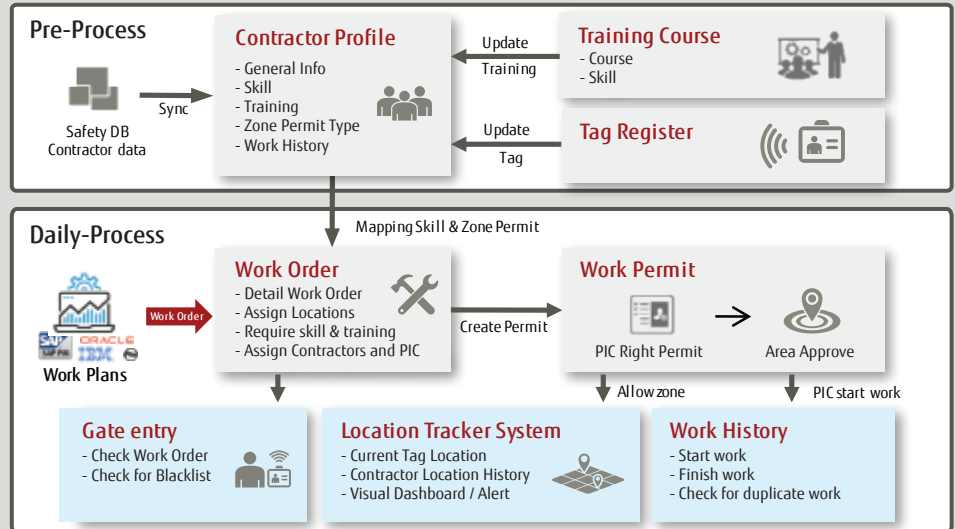 Pre-Process
Safety DB
Contractor data
Sync
Contractor Profile
- General Info
- Skill
- Training
- Zone Permit Type
- Work History
Update
Training
Training Course
- Course
- Skill
Update
Tag
Tag Register
Mapping Skill & Zone Permit
Daily-Process
SAP
SAP PM
ORACLE
IBM
Work Plans
Work Order
Work Order
- Detail Work Order
- Assign Locations
- Require skill & training
- Assign Contractors and PIC
Create Permit
Work Permit
PIC Right Permit
Area Approve
Allow zone
PIC start work
Gate entry
- Check Work Order
- Check for Blacklist
Location Tracker System
- Current Tag Location
- Contractor Location History
- Visual Dashboard / Alert
Work History
- Start work
- Finish work
- Check for duplicate work